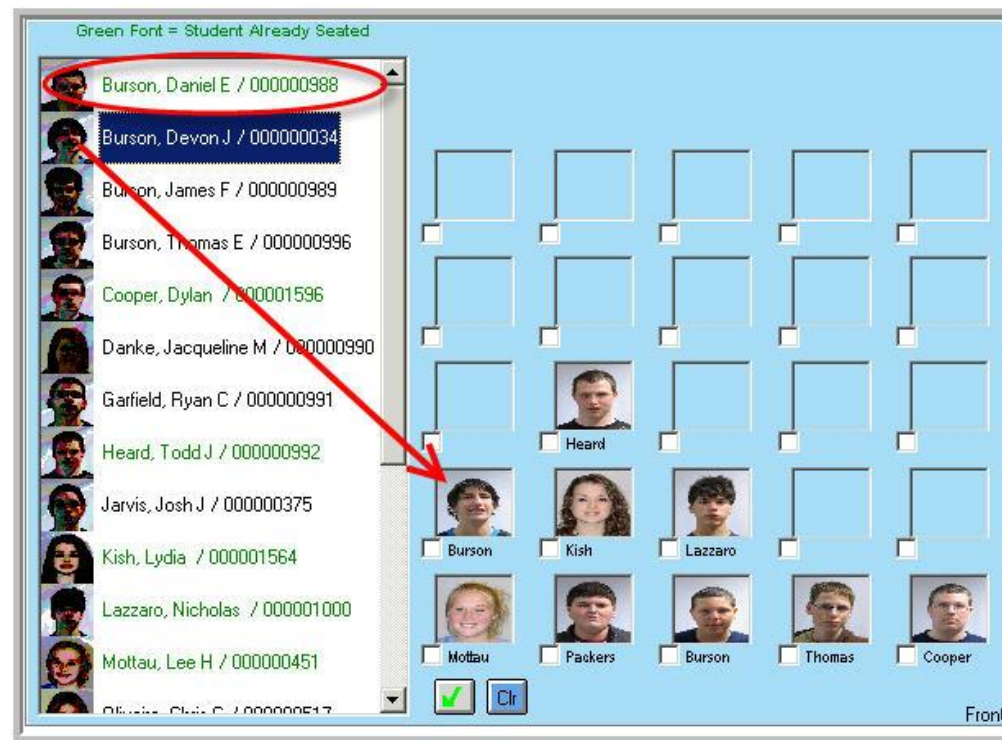 Green Font = Student Already Seated
Burson, Daniel E / 000000988
Burson, Devon J / 000000034
Burson, James F / 000000989
Burson, Thomas E / 000000996
Cooper, Dylan / 000001596
Danke, Jacqueline M / 000000990
Garfield, Ryan C / 000000991
Heard, Todd J / 000000992
Jarvis, Josh J / 000000375
Kish, Lydia / 000001564
Lazzaro, Nicholas / 000001000
Mottau, Lee H / 000000451
Heard
Burson Kish Lazzaro
Mottau Packers Burson Thomas Cooper
Clr
Front